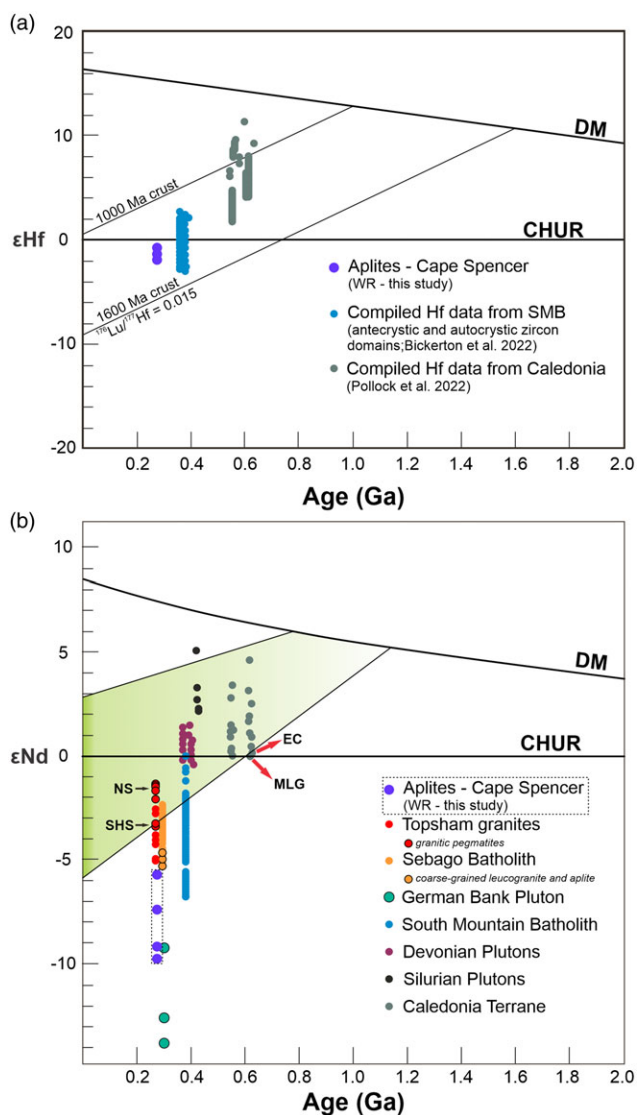 (a)
20
10
0
-10
-20
εHf
DM
1000 Ma crust
CHUR
1600 Ma crust
¹⁷⁶Lu/¹⁷⁷Hf = 0.015
Aplites - Cape Spencer
(WR - this study)
Compiled Hf data from SMB
(antecrystic and autocrystic zircon
domains;Bickerton et al. 2022)
Compiled Hf data from Caledonia
(Pollock et al. 2022)
0.2 0.4 0.6 0.8 1.0 1.2 1.4 1.6 1.8 2.0
Age (Ga)
(b)
10
5
0
-5
-10
εNd
DM
EC
CHUR
MLG
NS
SHS
Aplites - Cape Spencer
(WR - this study)
Topsham granites
granitic pegmatites
Sebago Batholith
coarse-grained leucogranite and aplite
German Bank Pluton
South Mountain Batholith
Devonian Plutons
Silurian Plutons
Caledonia Terrane
0.2 0.4 0.6 0.8 1.0 1.2 1.4 1.6 1.8 2.0
Age (Ga)